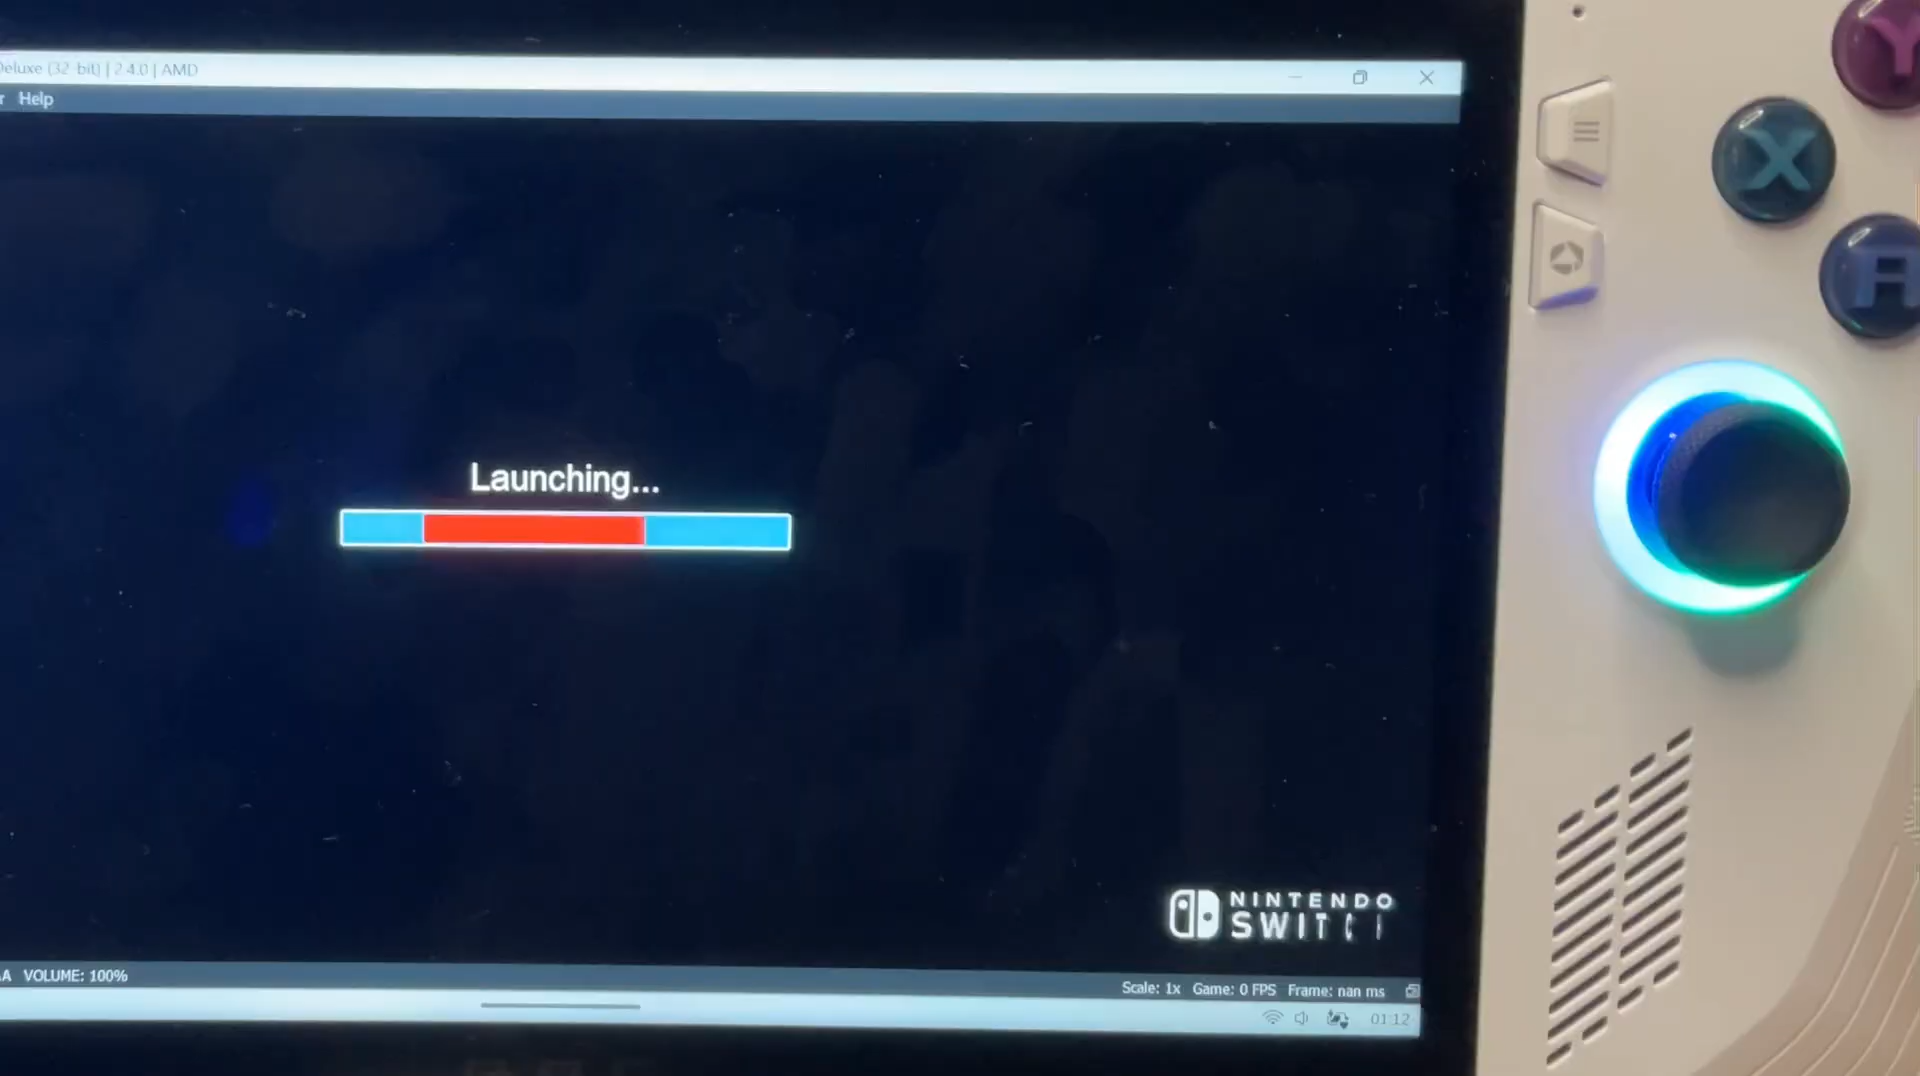 Deluxe (32-bit) | 2.4.0 | AMD
Help
Y
X
A
Launching...
NINTENDO
SWITC
VOLUME: 100%
Scale: 1x Game: 0 FPS Frame: nan ms
01:12